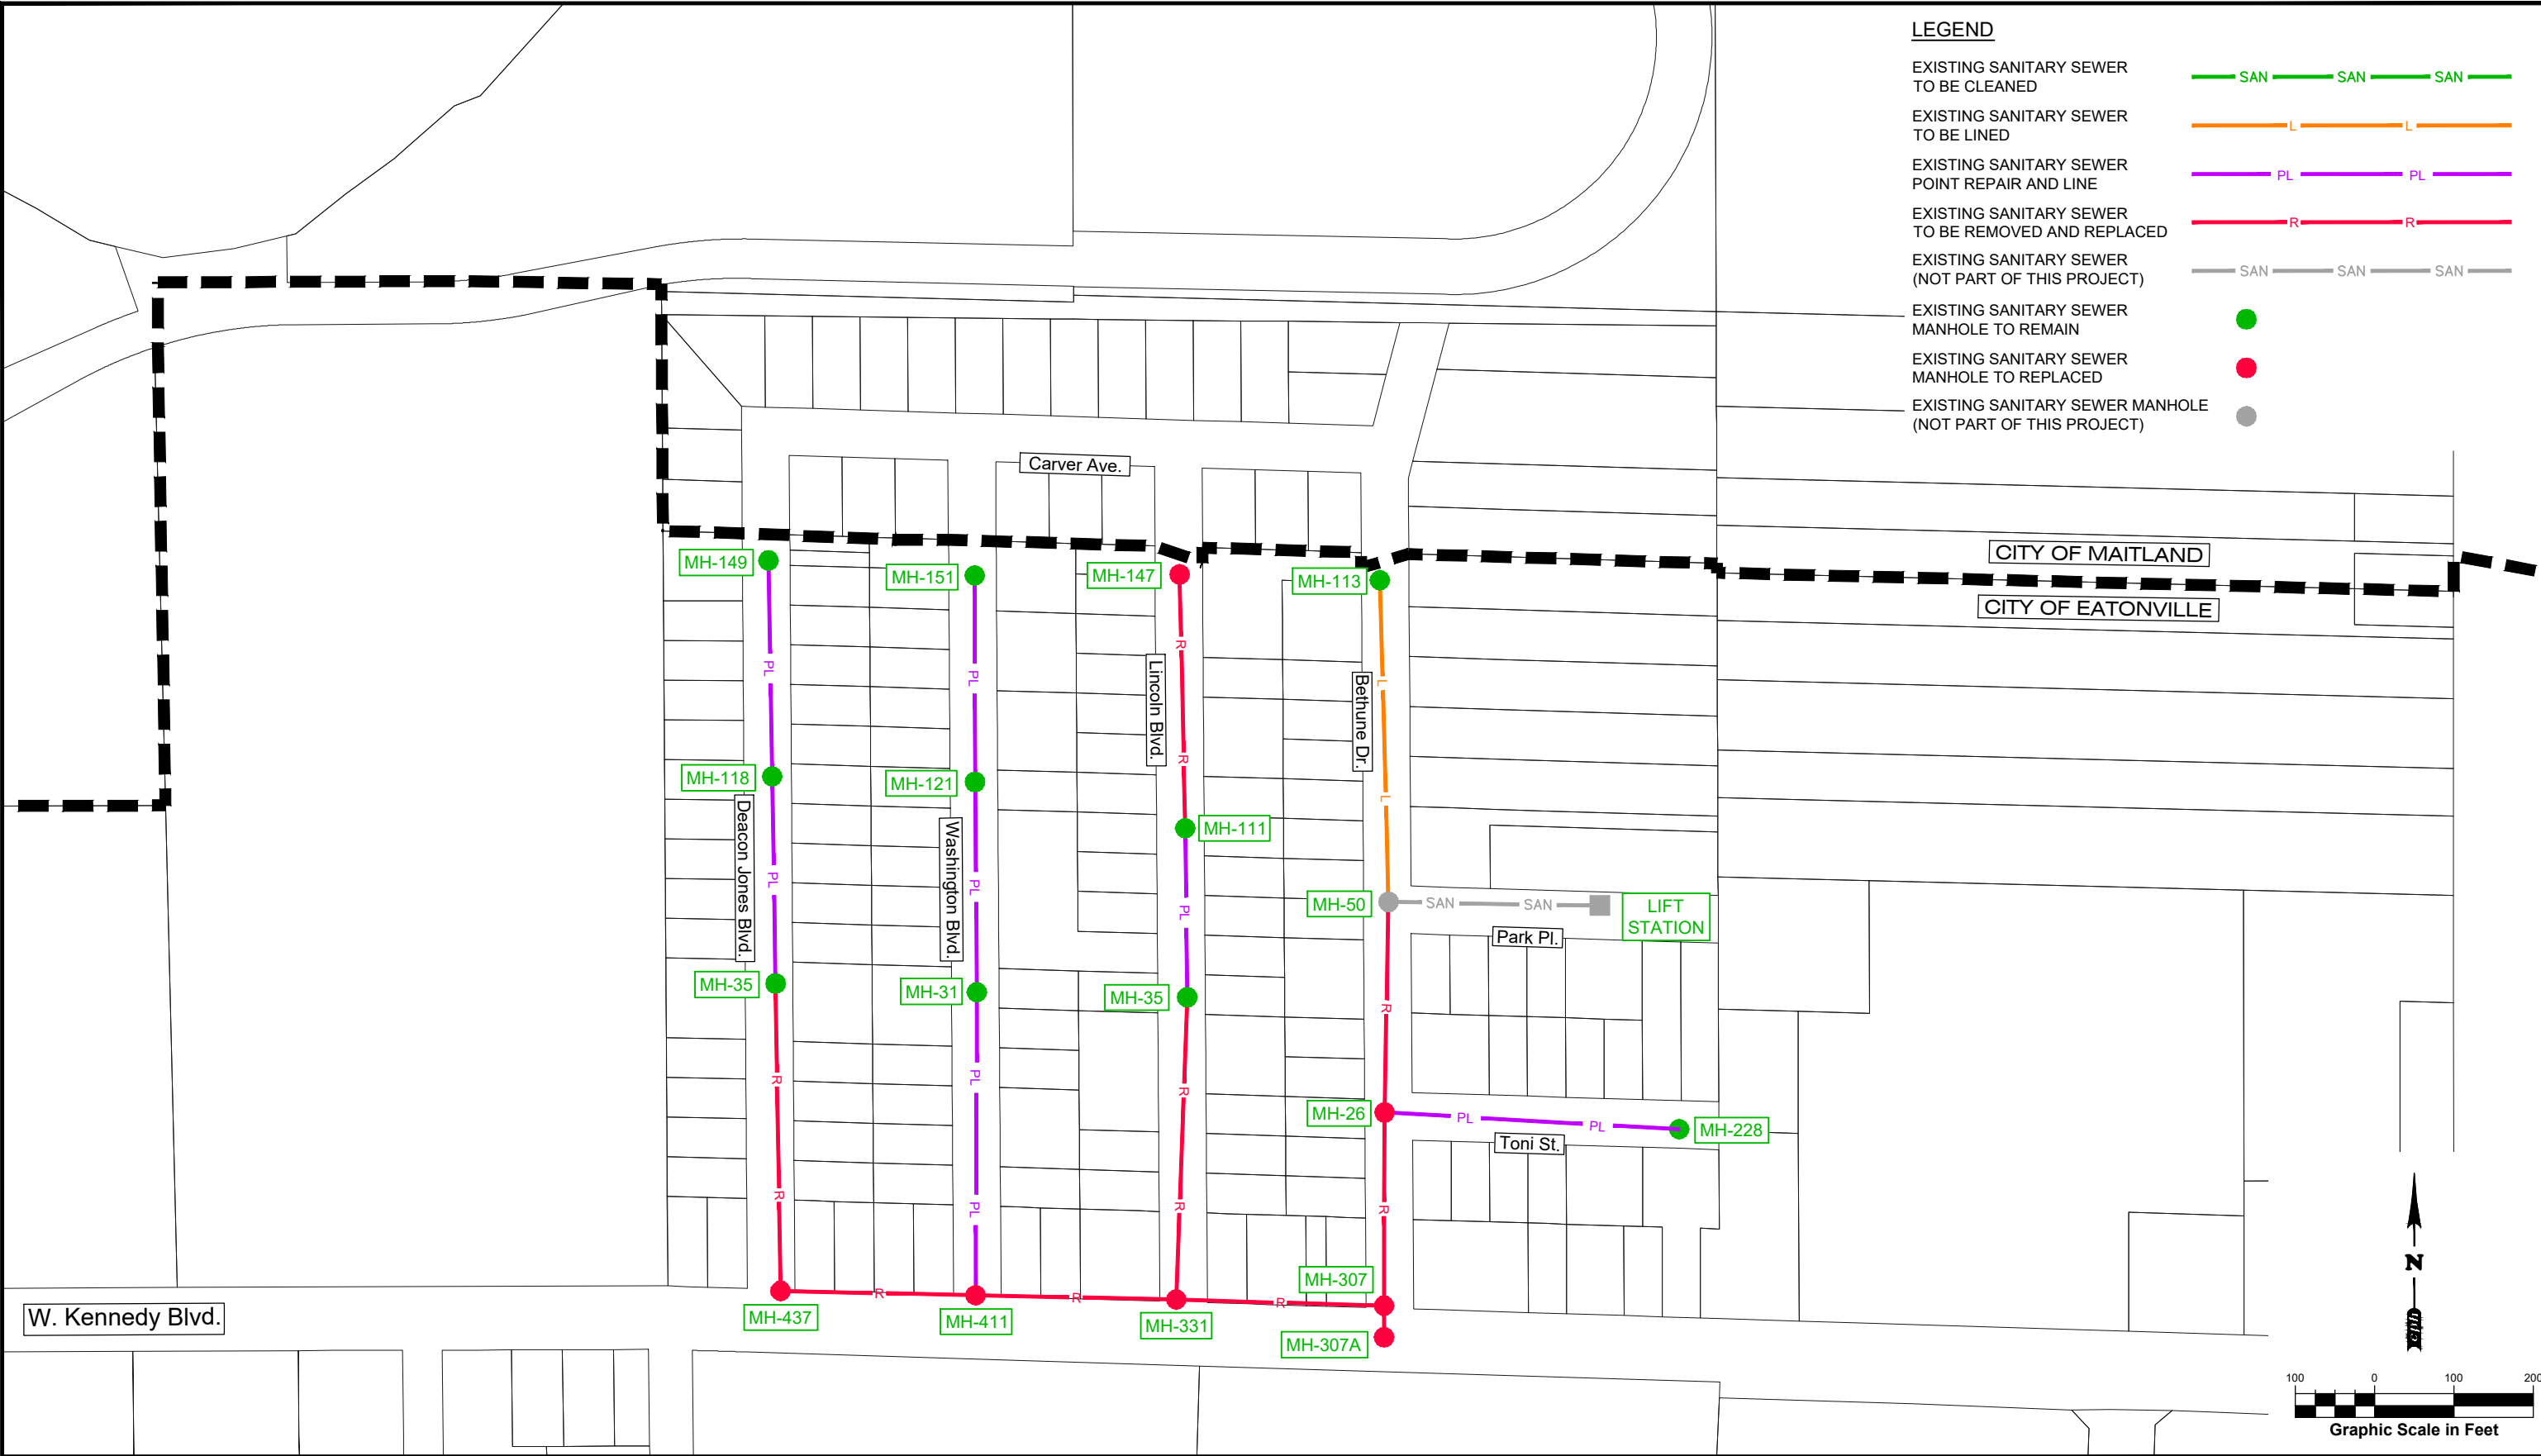 LEGEND
EXISTING SANITARY SEWER
TO BE CLEANED
SAN SAN SAN
EXISTING SANITARY SEWER
TO BE LINED
L L
EXISTING SANITARY SEWER
POINT REPAIR AND LINE
PL PL
EXISTING SANITARY SEWER
TO BE REMOVED AND REPLACED
R R
EXISTING SANITARY SEWER
(NOT PART OF THIS PROJECT)
SAN SAN SAN
EXISTING SANITARY SEWER
MANHOLE TO REMAIN
EXISTING SANITARY SEWER
MANHOLE TO REPLACED
EXISTING SANITARY SEWER MANHOLE
(NOT PART OF THIS PROJECT)
Carver Ave.
CITY OF MAITLAND
CITY OF EATONVILLE
MH-149
MH-151
MH-147
MH-113
R
PL
PL
L
Lincoln Blvd.
Bethune Dr.
R
MH-118
MH-121
L
MH-111
Deacon Jones Blvd.
Washington Blvd.
PL
PL
PL
MH-50
SAN SAN
LIFT
STATION
Park Pl.
MH-35
MH-31
MH-35
R
R
PL
R
MH-26
PL
PL
MH-228
Toni St.
R
PL
R
R
MH-307
R
R
R
W. Kennedy Blvd.
MH-437
MH-411
MH-331
MH-307A
N
100 0 100 200
Graphic Scale in Feet